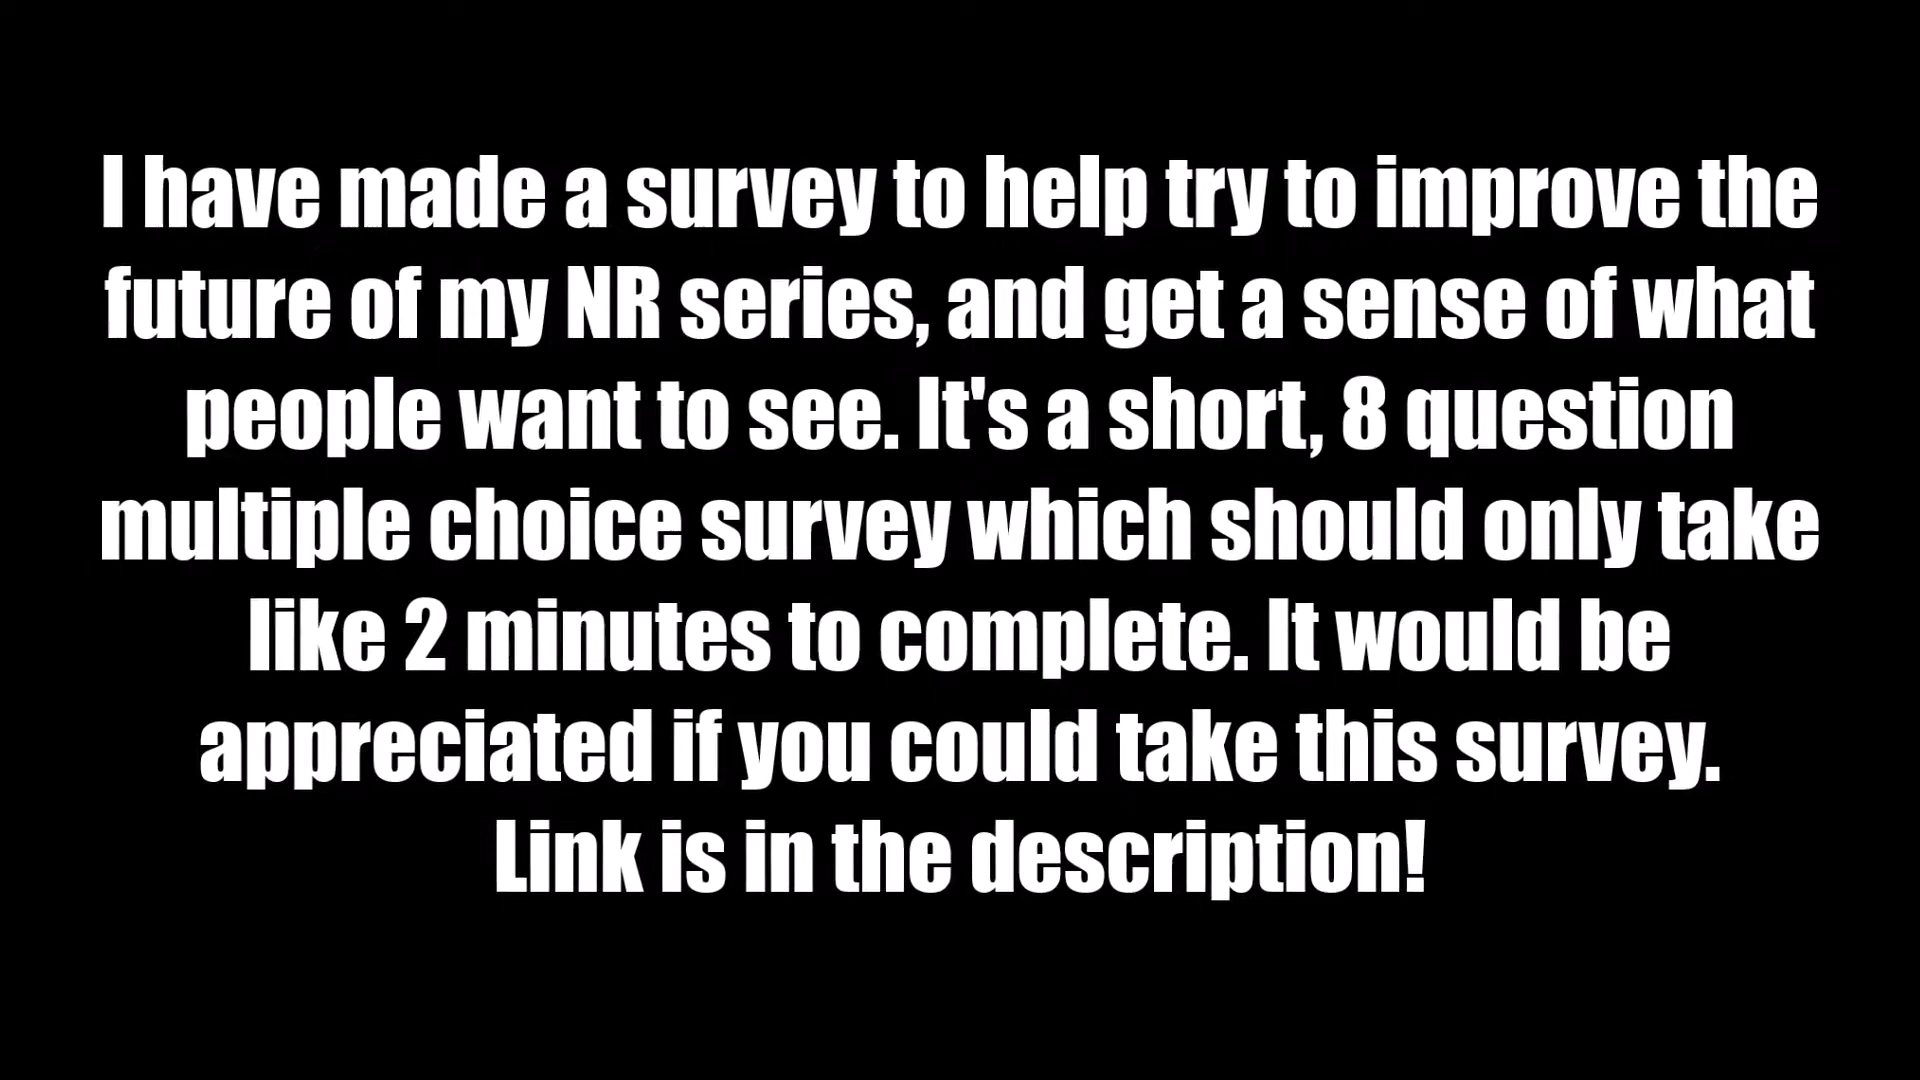 I have made a survey to help try to improve the
future of my NR series, and get a sense of what
people want to see. It's a short, 8 question
multiple choice survey which should only take
like 2 minutes to complete. It would be
appreciated if you could take this survey.
Link is in the description!